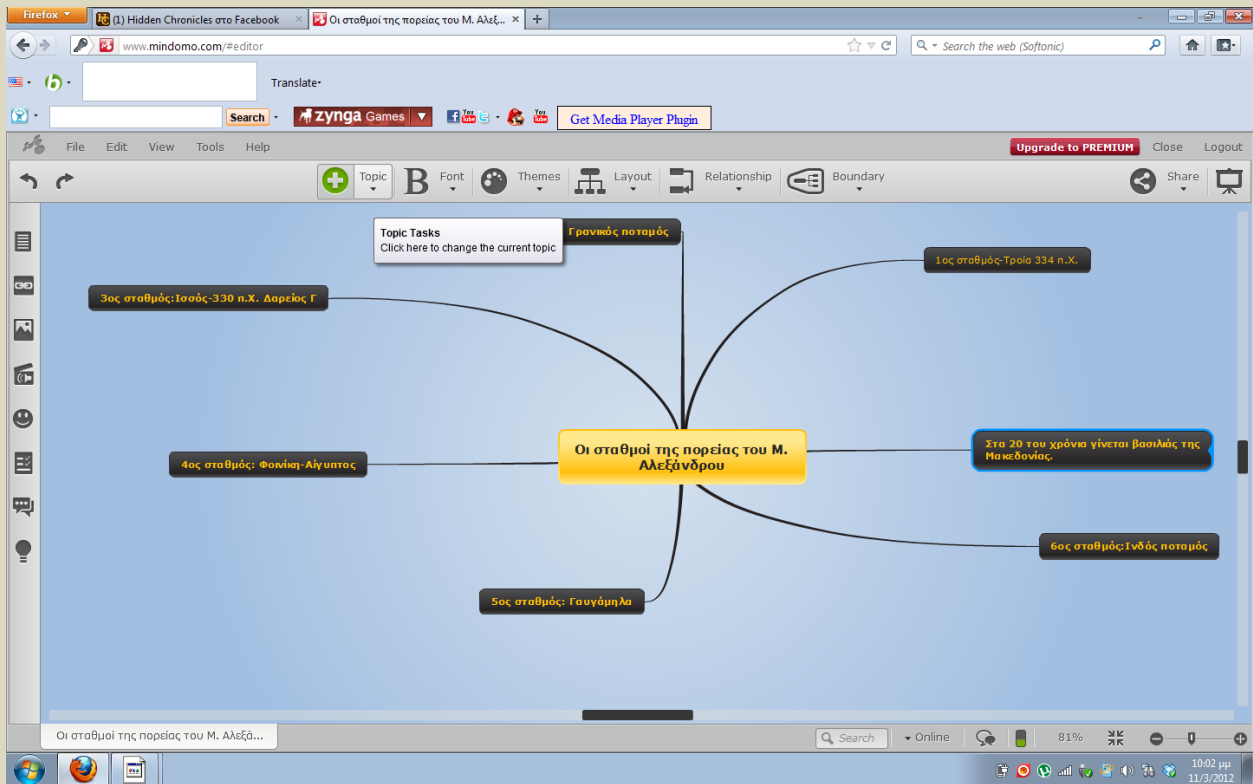 Firefox
(1) Hidden Chronicles στο Facebook
Οι σταθμοί της πορείας του Μ. Αλεξ...
www.mindomo.com/#editor
Search the web (Softonic)
Translate
Search
zynga Games
You Tube
You Tube
Get Media Player Plugin
File Edit View Tools Help
Upgrade to PREMIUM Close Logout
Topic Font Themes Layout Relationship Boundary Share
Topic Tasks
Click here to change the current topic
Γρανικός ποταμός
1ος σταθμός-Τροία 334 π.Χ.
3ος σταθμός:Ισσός-330 π.Χ. Δαρείος Γ
Οι σταθμοί της πορείας του Μ.
Αλεξάνδρου
Στα 20 του χρόνια γίνεται βασιλιάς της
Μακεδονίας.
4ος σταθμός: Φοινίκη-Αίγυπτος
6ος σταθμός:Ινδός ποταμός
5ος σταθμός: Γαυγάμηλα
Οι σταθμοί της πορείας του Μ. Αλεξά...
Search
Online
81%
10:02 μμ
11/3/2012